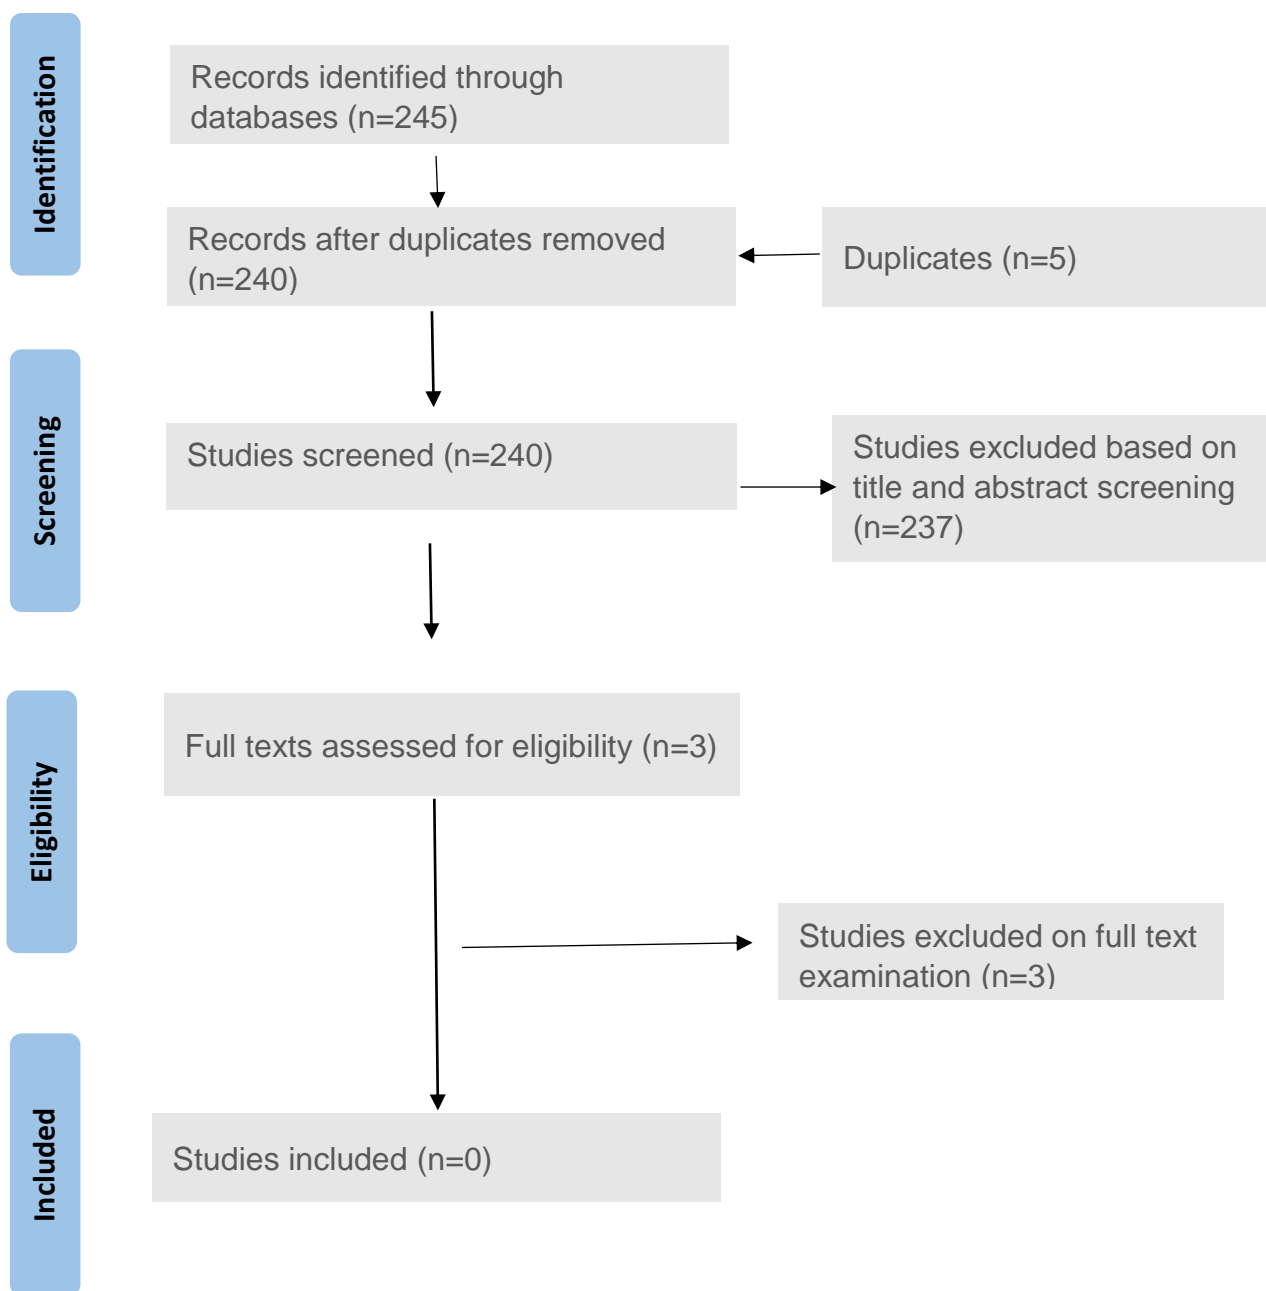 Identification
Records identified through
databases (n=245)
Records after duplicates removed
(n=240)
Duplicates (n=5)
Screening
Studies screened (n=240)
Studies excluded based on
title and abstract screening
(n=237)
Eligibility
Full texts assessed for eligibility (n=3)
Studies excluded on full text
examination (n=3)
Included
Studies included (n=0)